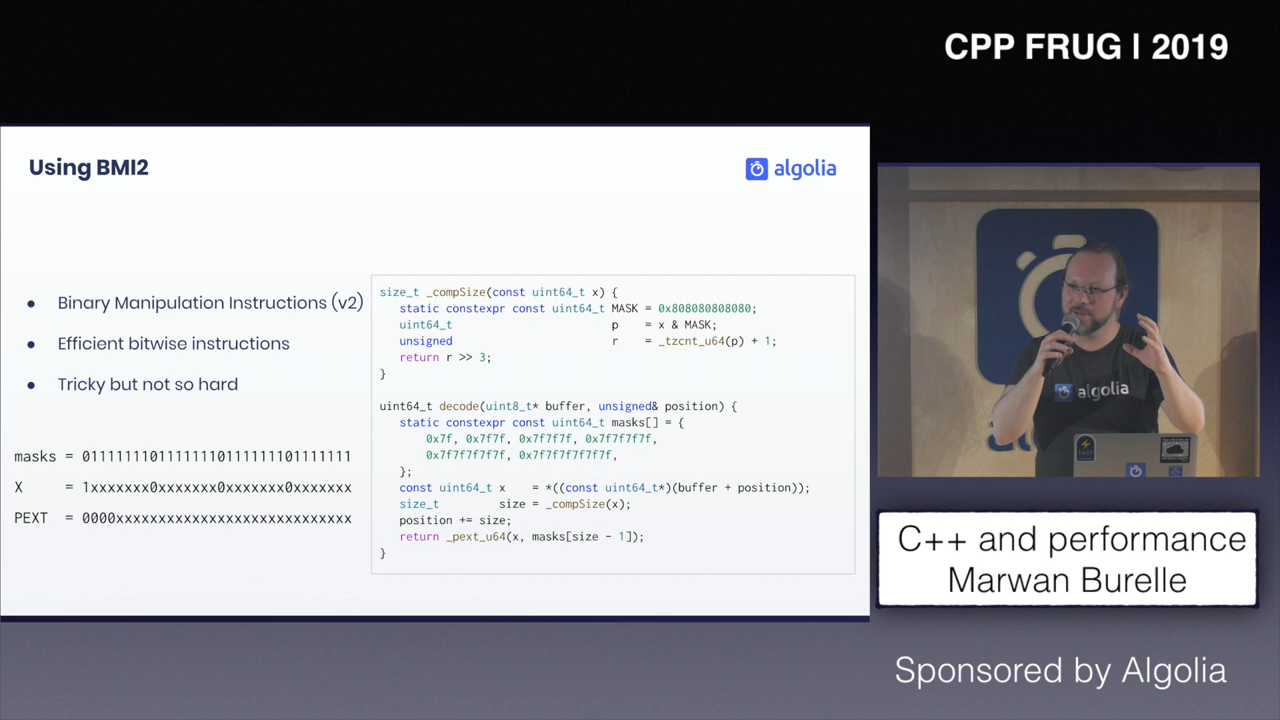 CPP FRUG | 2019
Using BMI2
algolia
● Binary Manipulation Instructions (v2)
● Efficient bitwise instructions
● Tricky but not so hard
masks = 01111111011111110111111101111111
X = 1xxxxxxx0xxxxxxx0xxxxxxx0xxxxxxx
PEXT = 0000xxxxxxxxxxxxxxxxxxxxxxxxxxxx
size_t _compSize(const uint64_t x) {
static constexpr const uint64_t MASK = 0x808080808080;
uint64_t p = x & MASK;
unsigned r = _tzcnt_u64(p) + 1;
return r >> 3;
}
uint64_t decode(uint8_t* buffer, unsigned& position) {
static constexpr const uint64_t masks[] = {
0x7f, 0x7f7f, 0x7f7f7f, 0x7f7f7f7f,
0x7f7f7f7f7f, 0x7f7f7f7f7f7f,
};
const uint64_t x = *((const uint64_t*)(buffer + position));
size_t size = _compSize(x);
position += size;
return _pext_u64(x, masks[size - 1]);
}
algolia
C++ and performance
Marwan Burelle
Sponsored by Algolia